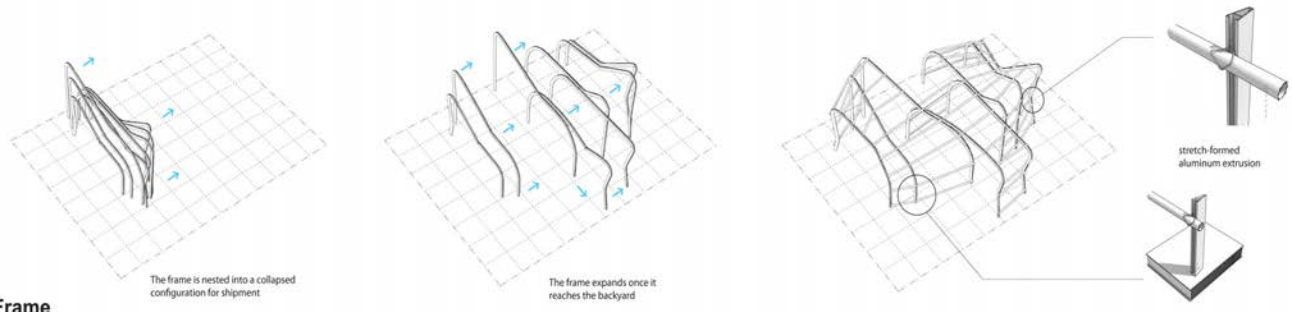 The frame is nested into a collapsed
configuration for shipment
The frame expands once it
reaches the backyard
stretch-formed
aluminum extrusion
Frame